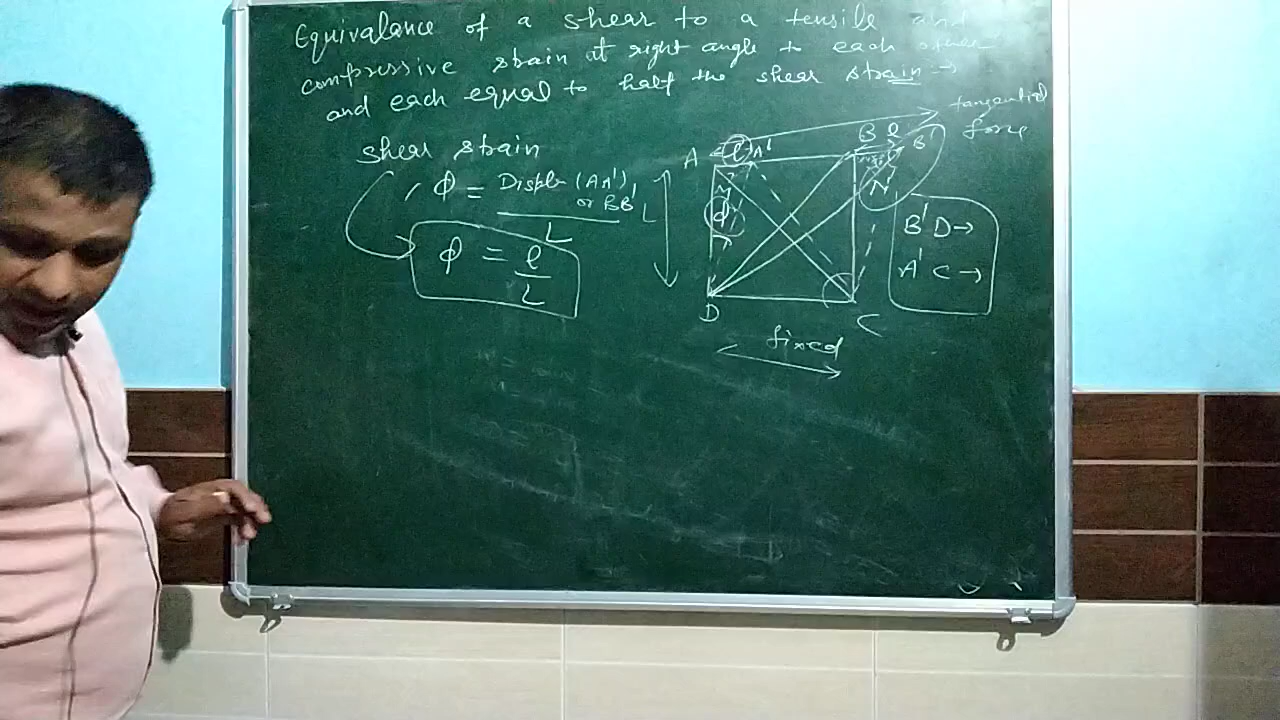 Equivalance of a shear to a tensile and
compressive strain at right angle to each other
and each equal to half the shear strain →
shear strain
ϕ = Displ (AA')
or BB'
L
ϕ = l
L
L
tangential
force
A l A'
B l B'
M
N
ϕ
D
C
fixed
B'D→
A'C→